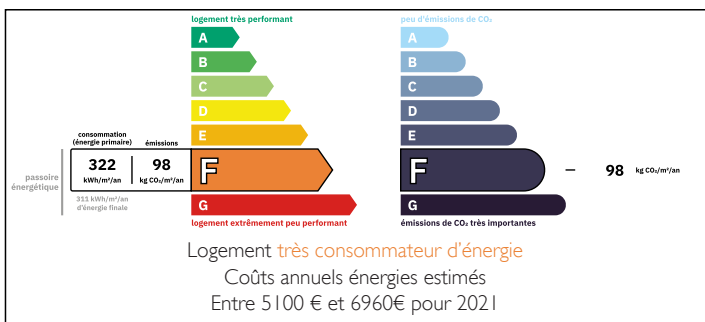 logement très performant
A
B
C
D
E
F
G
logement extrêmement peu performant
consommation
(énergie primaire)
émissions
322
98
kWh/m²/an
kg CO₂/m²/an
passoire
énergétique
311 kWh/m²/an
d'énergie finale
peu d'émissions de CO₂
A
B
C
D
E
F
G
98 kg CO₂/m²/an
émissions de CO₂ très importantes
Logement très consommateur d'énergie
Coûts annuels énergies estimés
Entre 5100 € et 6960€ pour 2021